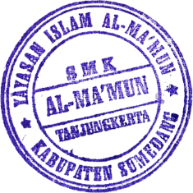 YAYASAN ISLAM AL-MA'MUN
SMK
AL-MA'MUN
TANJUNGKERTA
KABUPATEN SUMEDANG